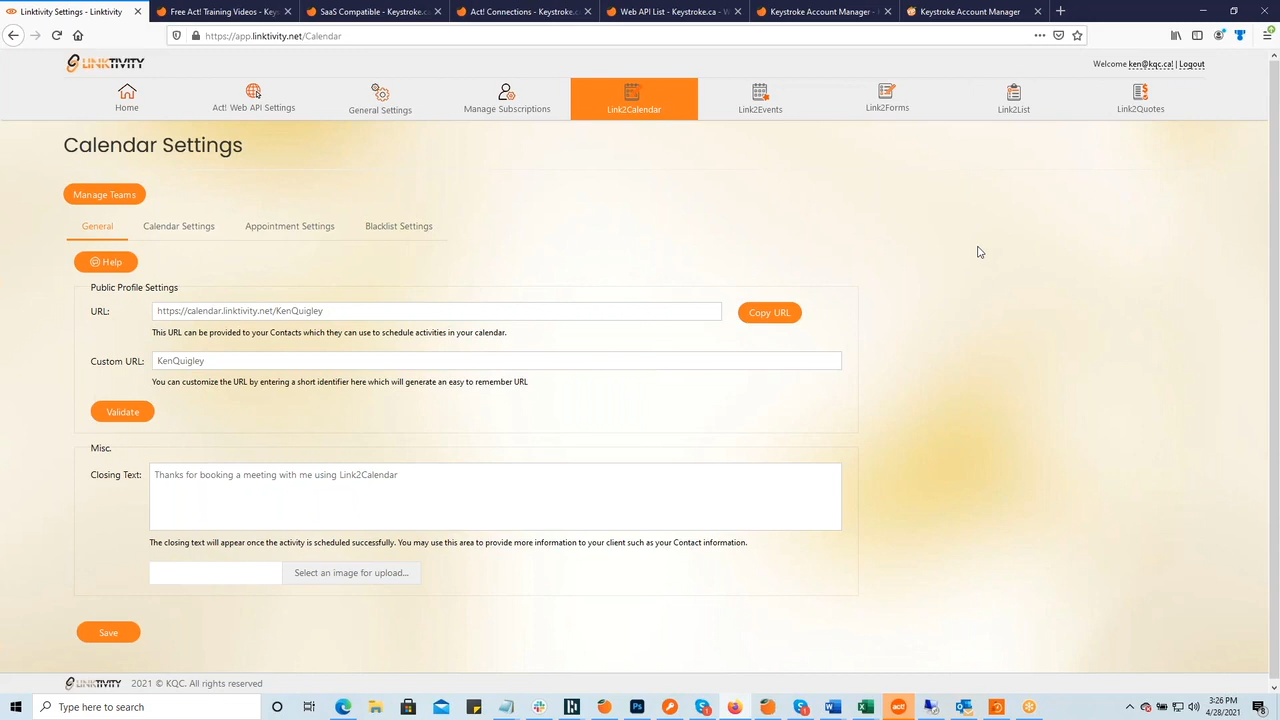 Linktivity Settings - Linktivity
Free Act! Training Videos - Key
SaaS Compatible - Keystroke.c
Act! Connections - Keystroke.c
Web API List - Keystroke -
Keystroke Account Manager -
Keystroke Account Manager
https://app.linktivity.net/Calendar
LINKTIVITY
Welcome ken@kqc.ca! | Logout
Home
Act! Web API Settings
General Settings
Manage Subscriptions
Link2Calendar
Link2Events
Link2Forms
Link2List
Link2Quotes
Calendar Settings
Manage Teams
General
Calendar Settings
Appointment Settings
Blacklist Settings
Help
Public Profile Settings
URL:
https://calendar.linktivity.net/KenQuigley
Copy URL
This URL can be provided to your Contacts which they can use to schedule activities in your calendar.
Custom URL:
KenQuigley
You can customize the URL by entering a short identifier here which will generate an easy to remember URL
Validate
Misc.
Closing Text:
Thanks for booking a meeting with me using Link2Calendar
The closing text will appear once the activity is scheduled successfully. You may use this area to provide more information to your client such as your Contact information.
Select an image for upload...
Save
LINKTIVITY
2021 © KQC. All rights reserved
Type here to search
act!
3:26 PM
4/28/2021